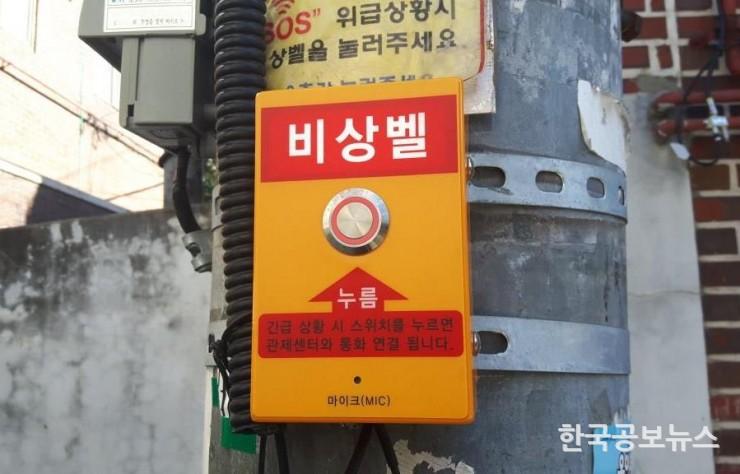 SOS" 위급상황시
상벨을 눌러주세요
비상벨
누름
긴급 상황 시 스위치를 누르면
관제센터와 통화 연결 됩니다.
마이크(MIC)
한국공보뉴스